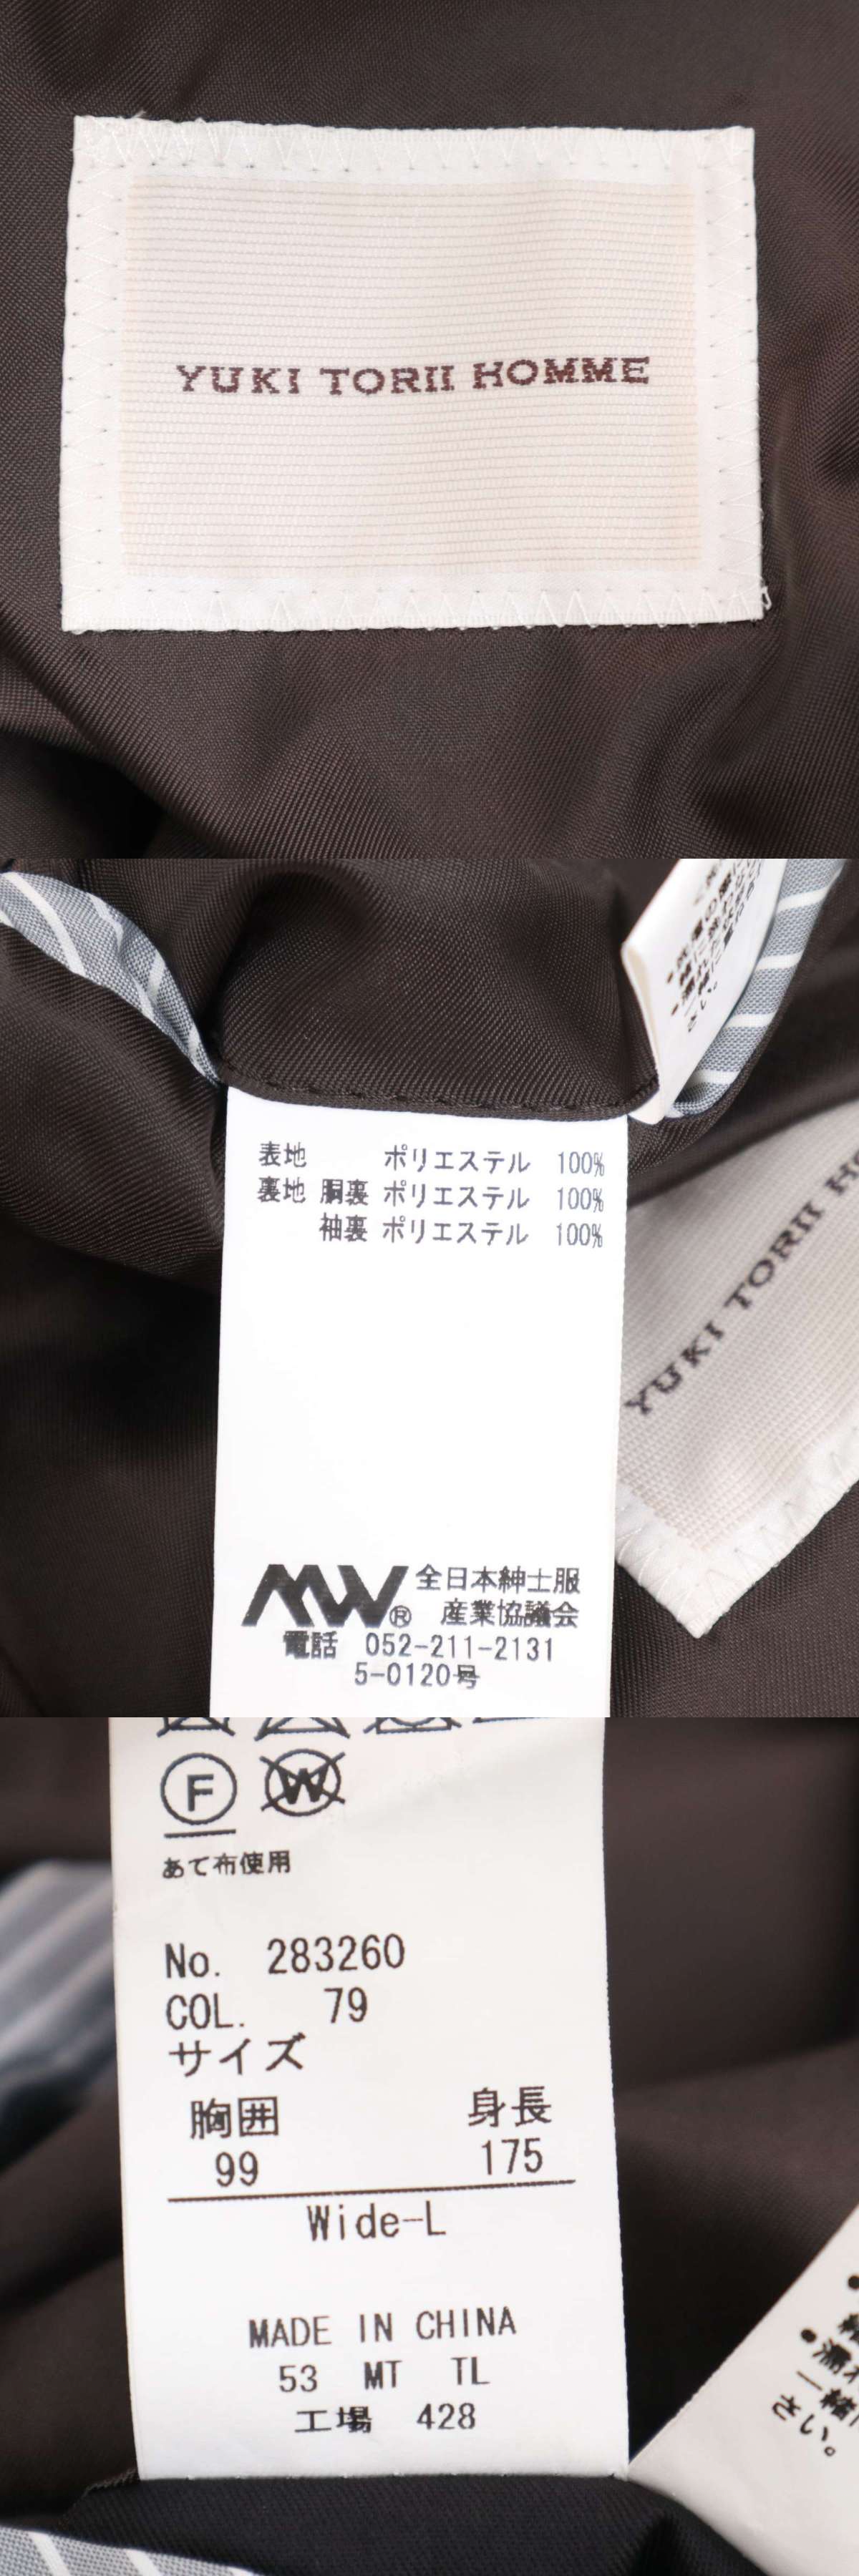 YUKI TORII HOMME
表地 ポリエステル 100%
裏地 胴裏 ポリエステル 100%
袖裏 ポリエステル 100%
YUKI TORII
MW® 全日本紳士服
産業協議会
電話 052-211-2131
5-0120号
F W
あて布使用
No. 283260
COL. 79
サイズ
胸囲 身長
99 175
Wide-L
MADE IN CHINA
53 MT TL
工場 428